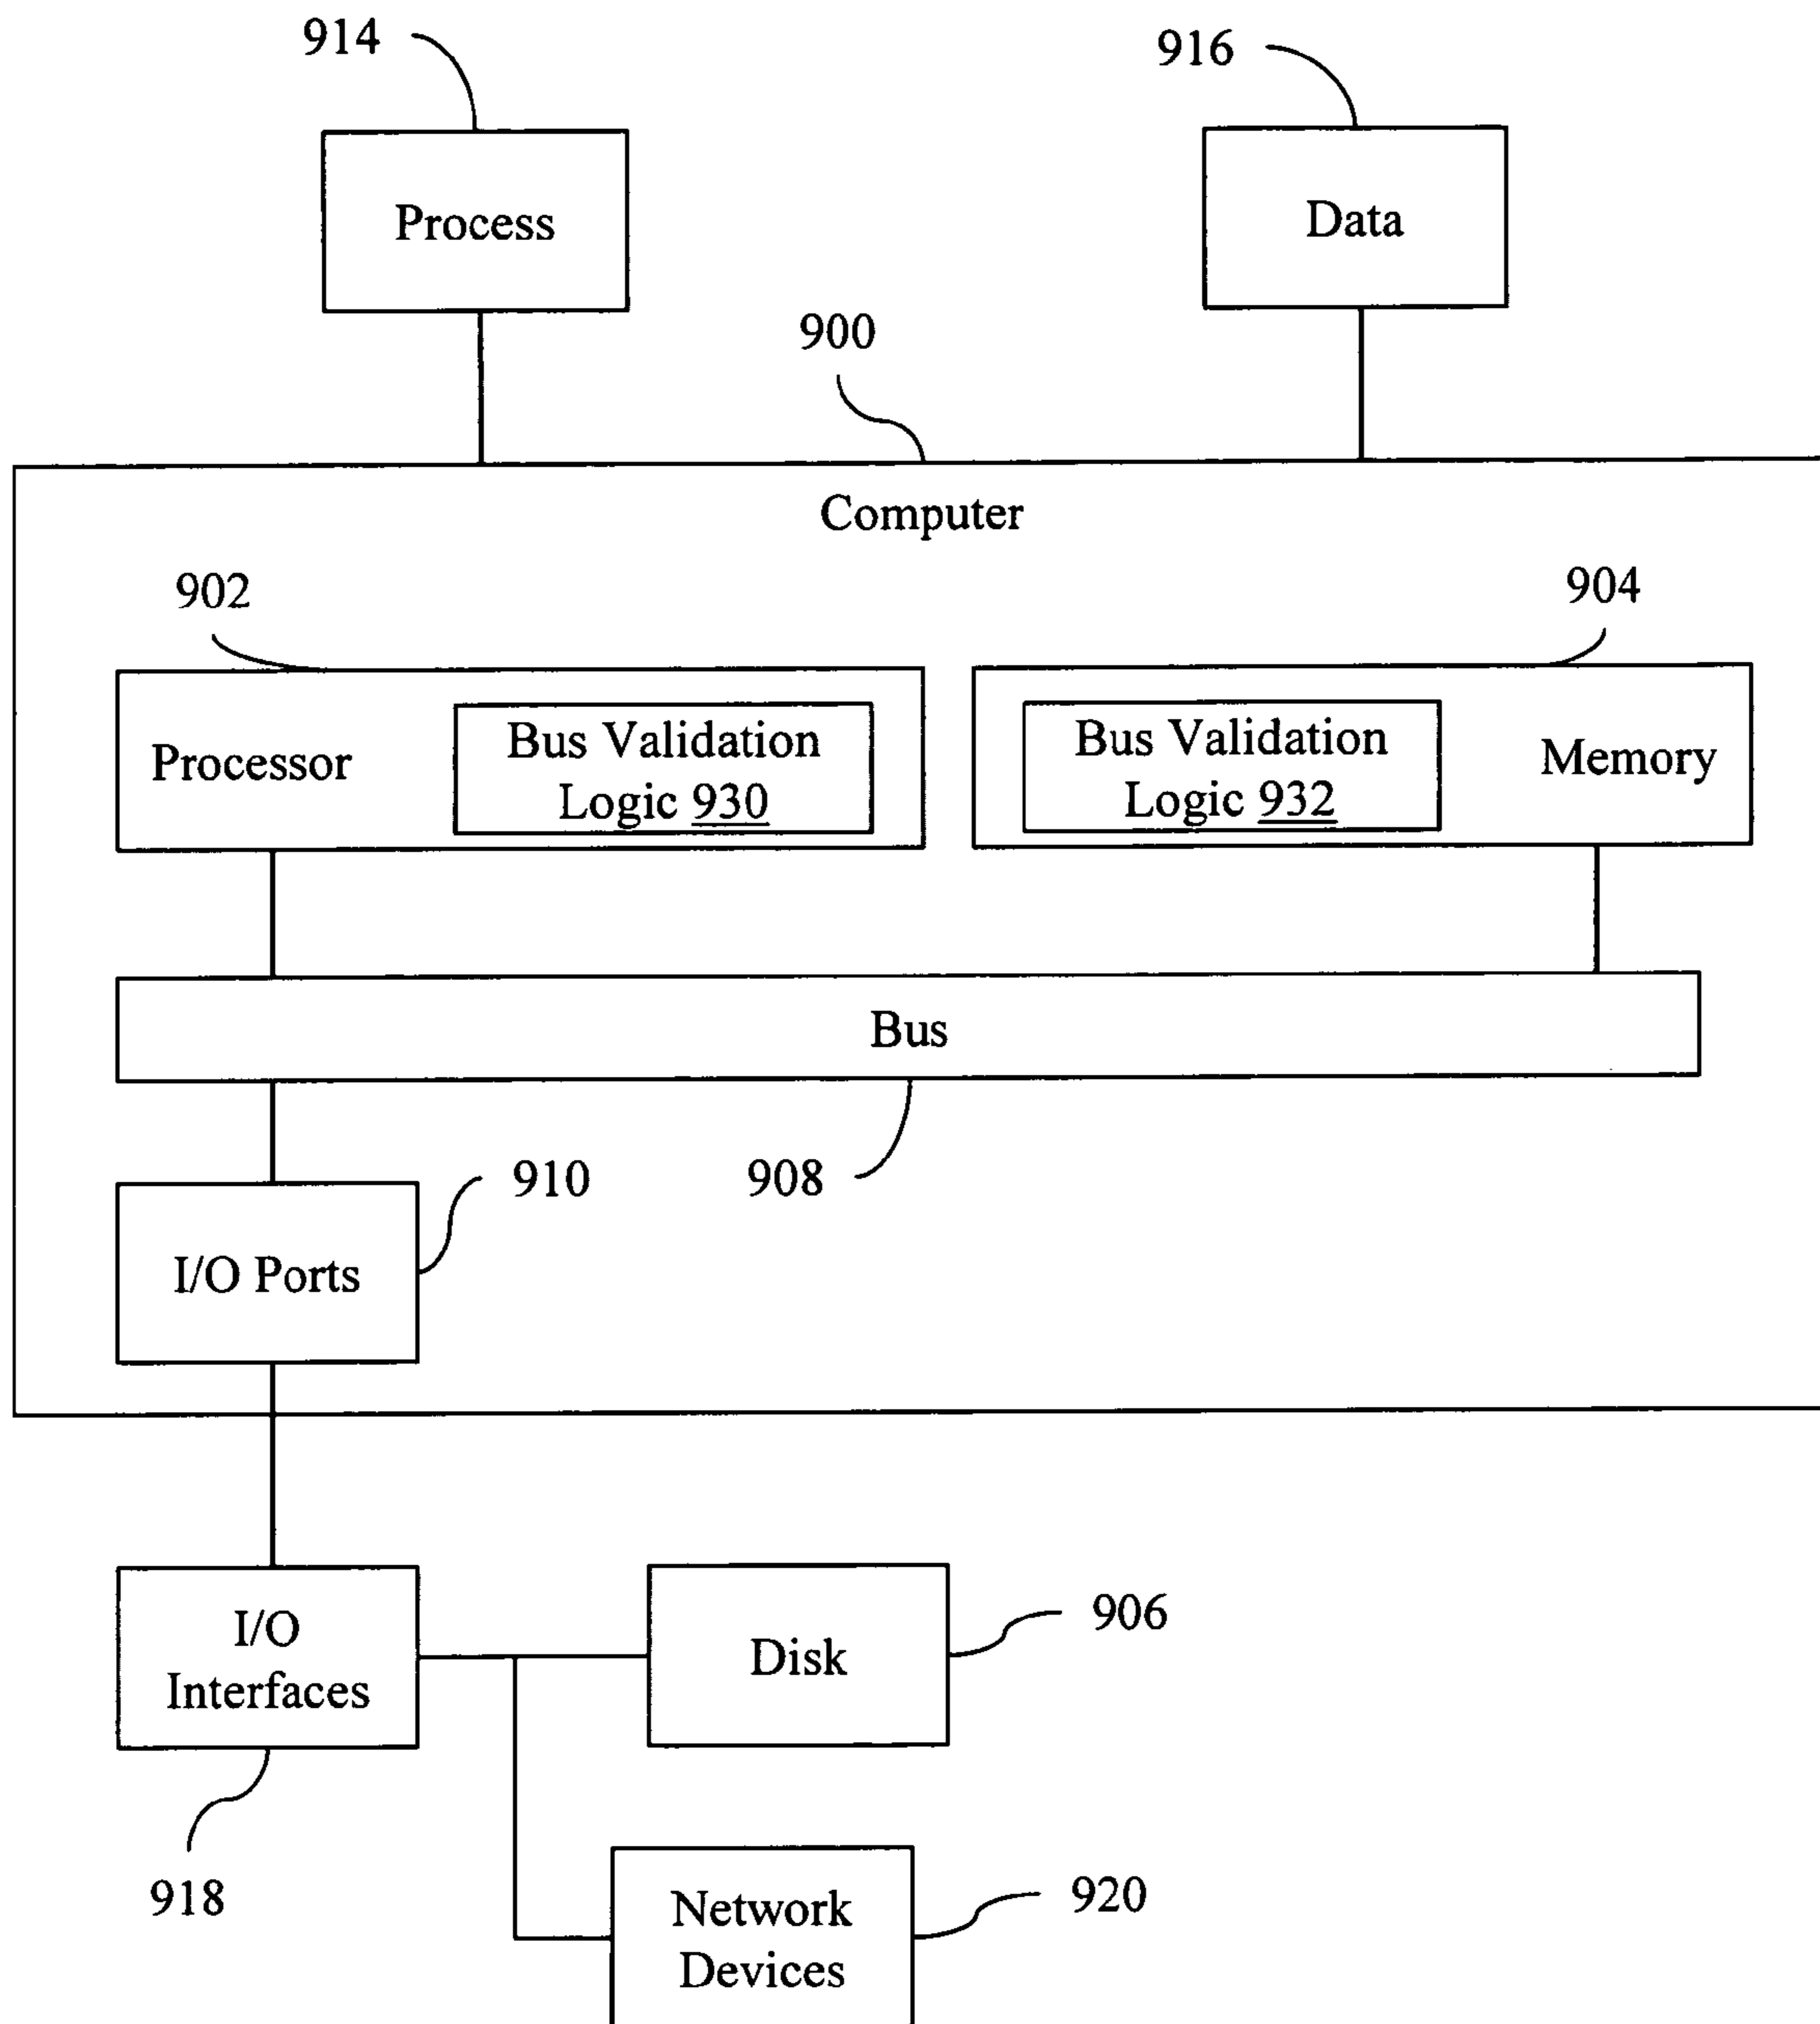 914
916
Process
Data
900
Computer
902
904
Processor
Bus Validation
Logic 930
Bus Validation
Logic 932
Memory
Bus
910
908
I/O Ports
I/O
Interfaces
Disk
906
918
Network
Devices
920